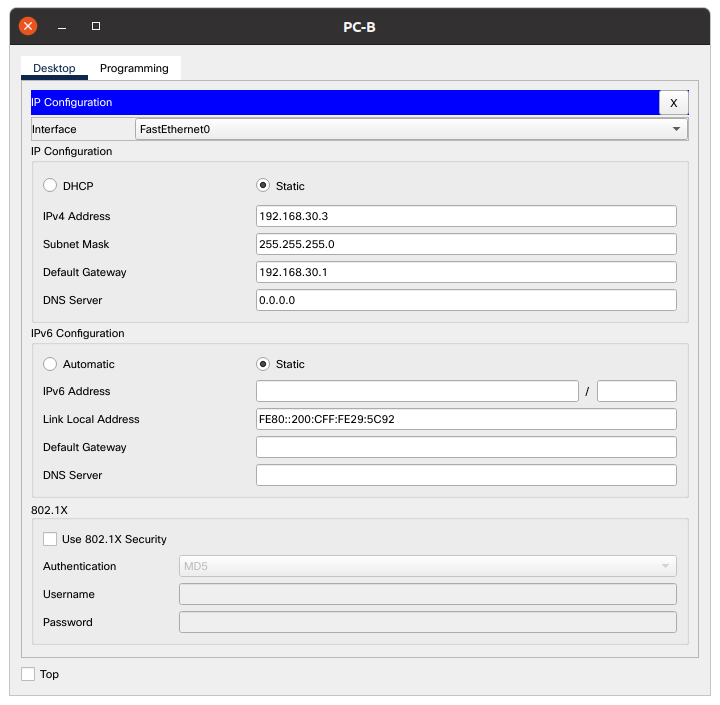 PC-B
Desktop Programming
IP Configuration X
Interface FastEthernet0
IP Configuration
DHCP Static
IPv4 Address 192.168.30.3
Subnet Mask 255.255.255.0
Default Gateway 192.168.30.1
DNS Server 0.0.0.0
IPv6 Configuration
Automatic Static
IPv6 Address /
Link Local Address FE80::200:CFF:FE29:5C92
Default Gateway
DNS Server
802.1X
Use 802.1X Security
Authentication MD5
Username
Password
Top